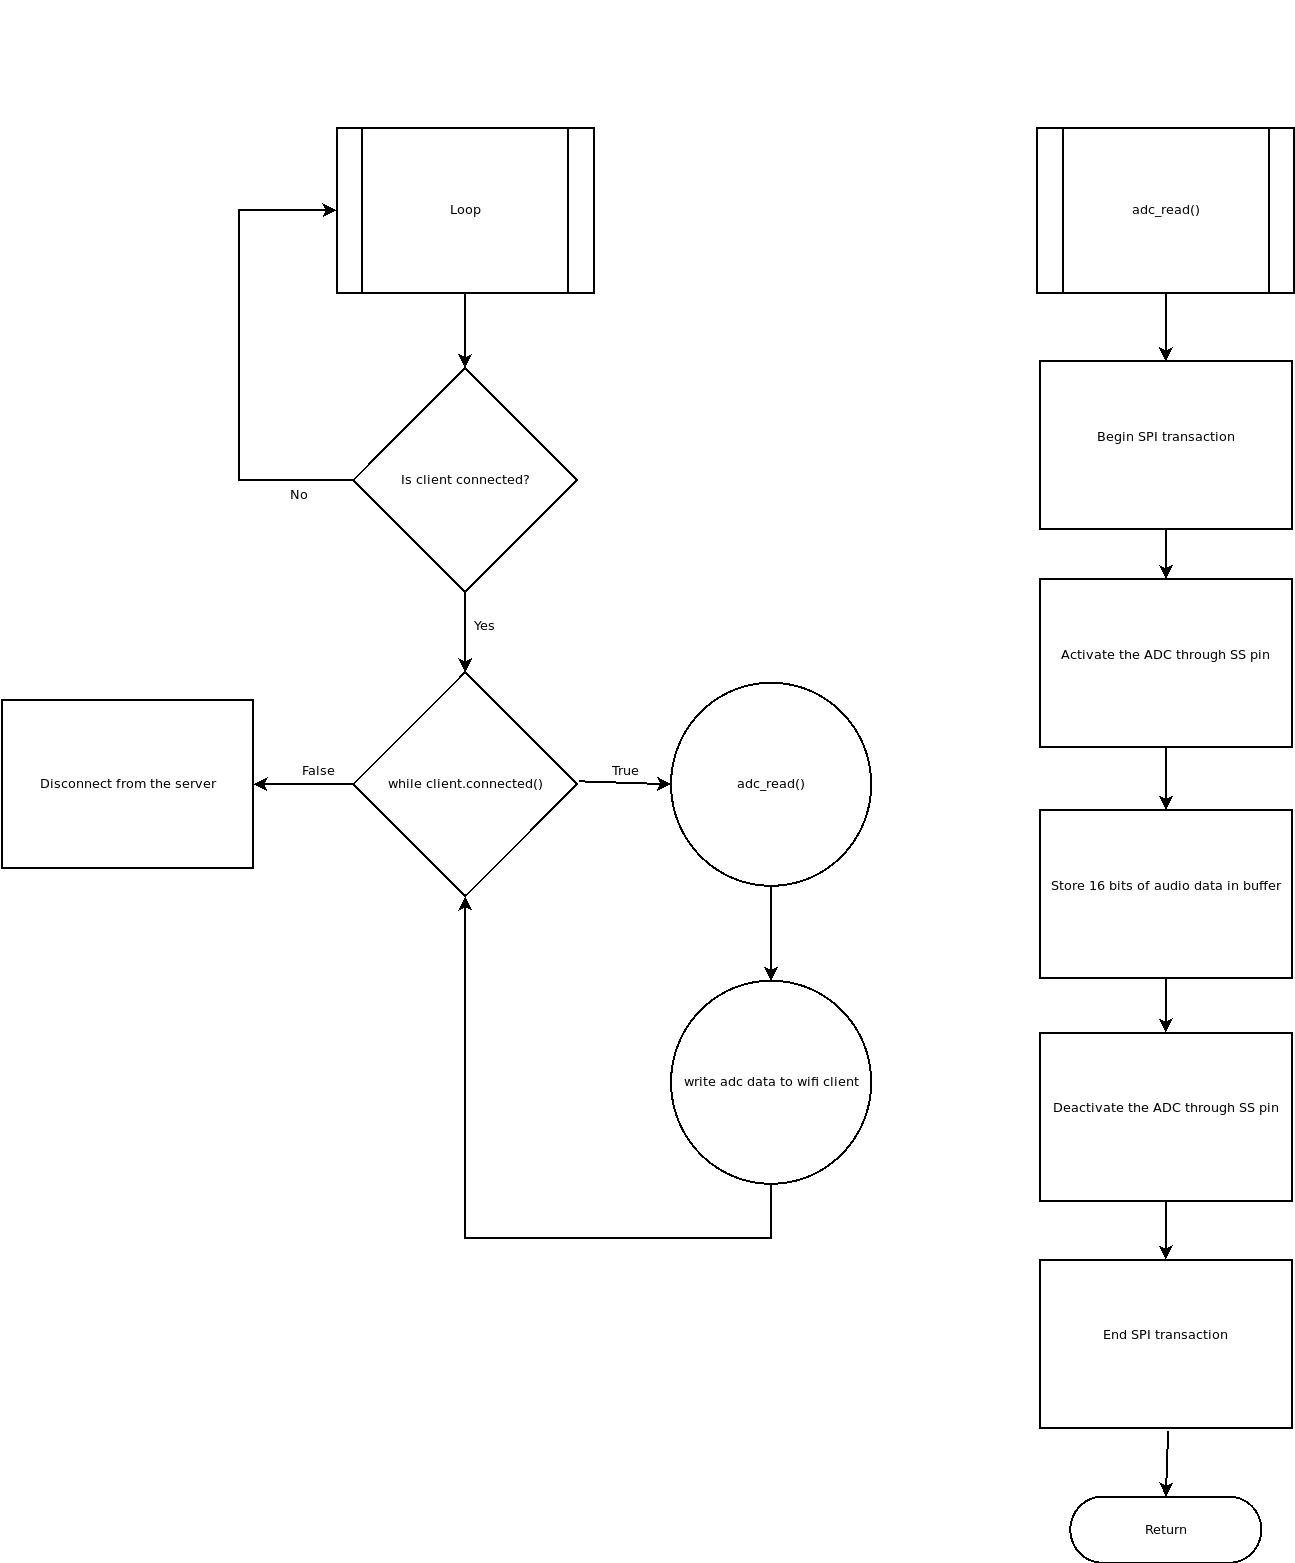 Loop
Is client connected?
No
Yes
while client.connected()
False
Disconnect from the server
True
adc_read()
write adc data to wifi client
adc_read()
Begin SPI transaction
Activate the ADC through SS pin
Store 16 bits of audio data in buffer
Deactivate the ADC through SS pin
End SPI transaction
Return